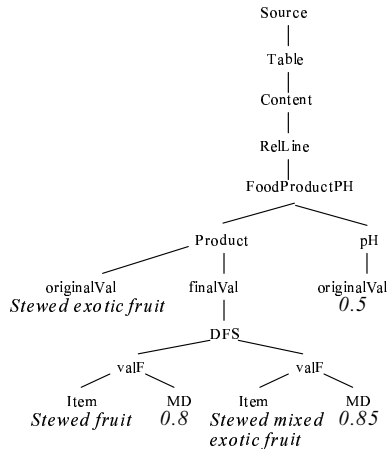 Source
Table
Content
RelLine
FoodProductPH
Product pH
originalVal finalVal originalVal
Stewed exotic fruit 0.5
DFS
valF valF
Item MD Item MD
Stewed fruit 0.8 Stewed mixed 0.85
exotic fruit